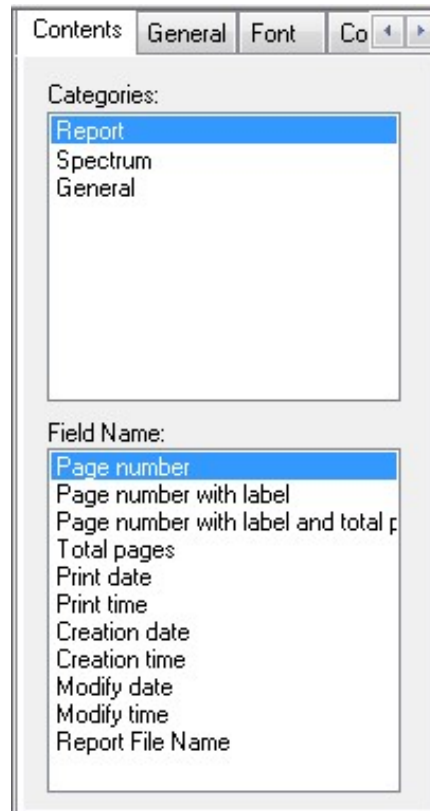 Contents General Font Co
Categories:
Report
Spectrum
General
Field Name:
Page number
Page number with label
Page number with label and total p
Total pages
Print date
Print time
Creation date
Creation time
Modify date
Modify time
Report File Name